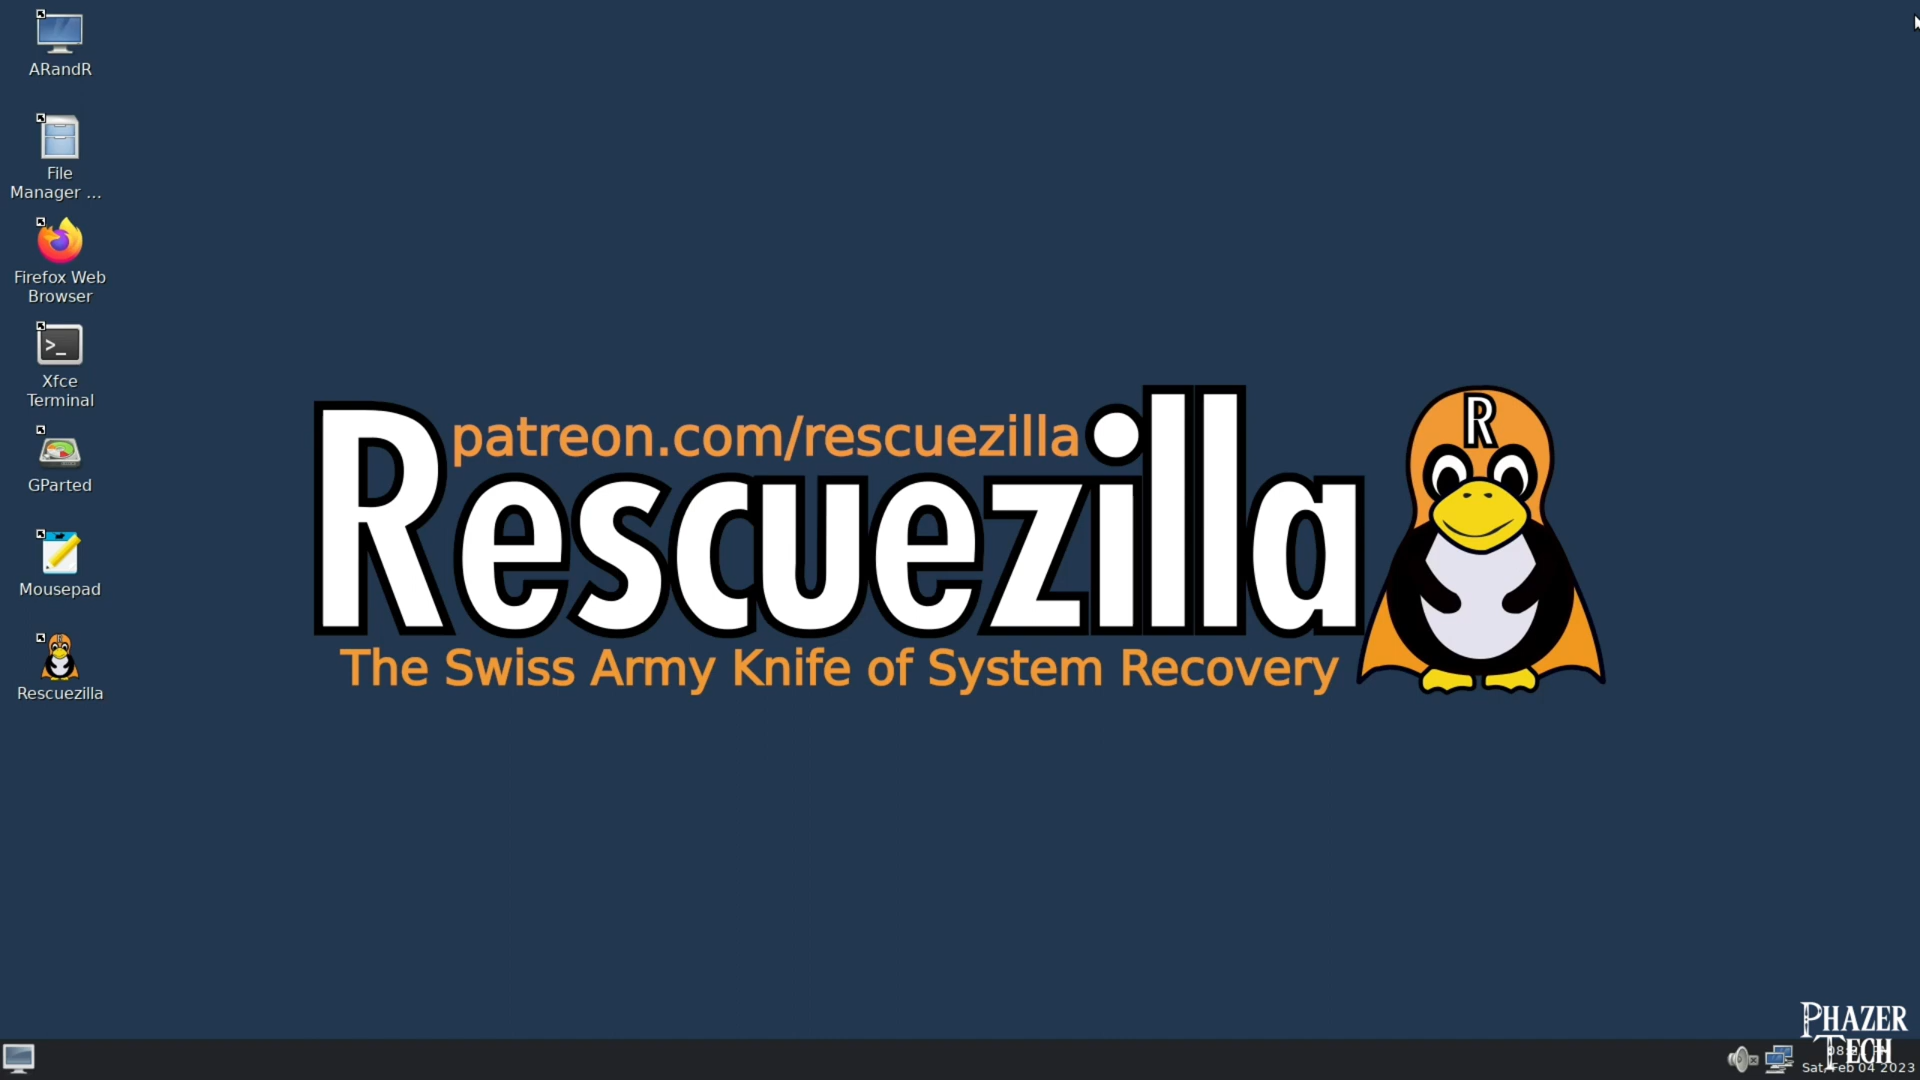 ARandR
File
Manager ...
Firefox Web
Browser
>_
Xfce
Terminal
GParted
Mousepad
Rescuezilla
patreon.com/rescuezilla
Rescuezilla
R
The Swiss Army Knife of System Recovery
PHAZER
TECH
Sat, Feb 04 2023